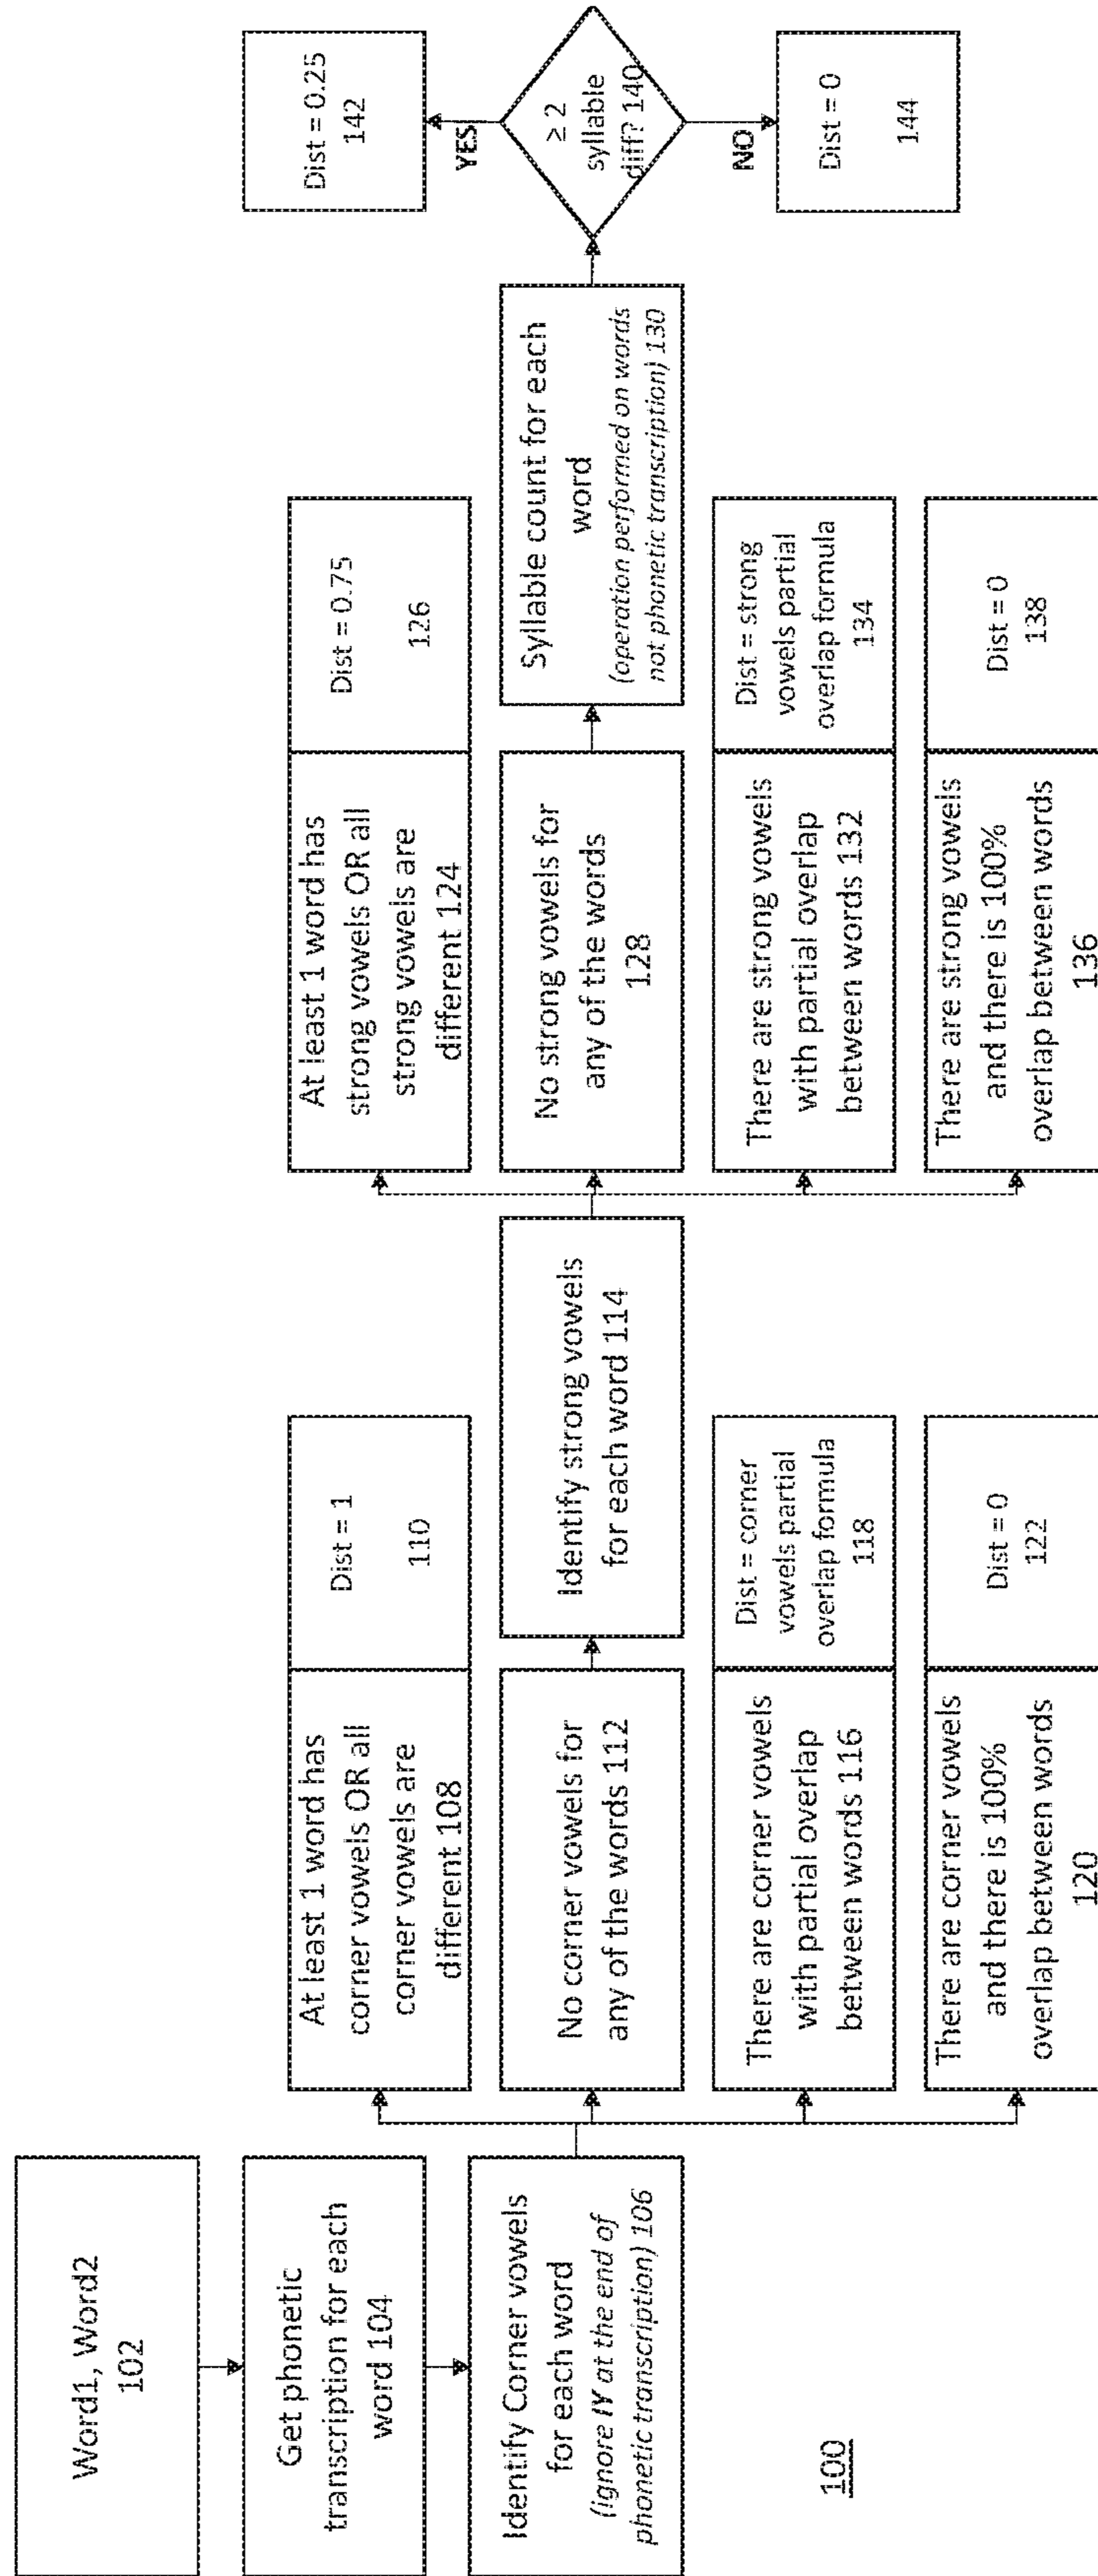 Word1, Word2
102
Get phonetic
transcription for each
word 104
Identify Corner vowels
for each word
(ignore IY at the end of
phonetic transcription) 106
100
At least 1 word has
corner vowels OR all
corner vowels are
different 108
Dist = 1
110
No corner vowels for
any of the words 112
There are corner vowels
with partial overlap
between words 116
Dist = corner
vowels partial
overlap formula
118
There are corner vowels
and there is 100%
overlap between words
120
Dist = 0
122
Identify strong vowels
for each word 114
At least 1 word has
strong vowels OR all
strong vowels are
different 124
Dist = 0.75
126
No strong vowels for
any of the words
128
Syllable count for each
word
(operation performed on words
not phonetic transcription) 130
There are strong vowels
with partial overlap
between words 132
Dist = strong
vowels partial
overlap formula
134
There are strong vowels
and there is 100%
overlap between words
136
Dist = 0
138
≥ 2
syllable
diff? 140
YES
Dist = 0.25
142
NO
Dist = 0
144